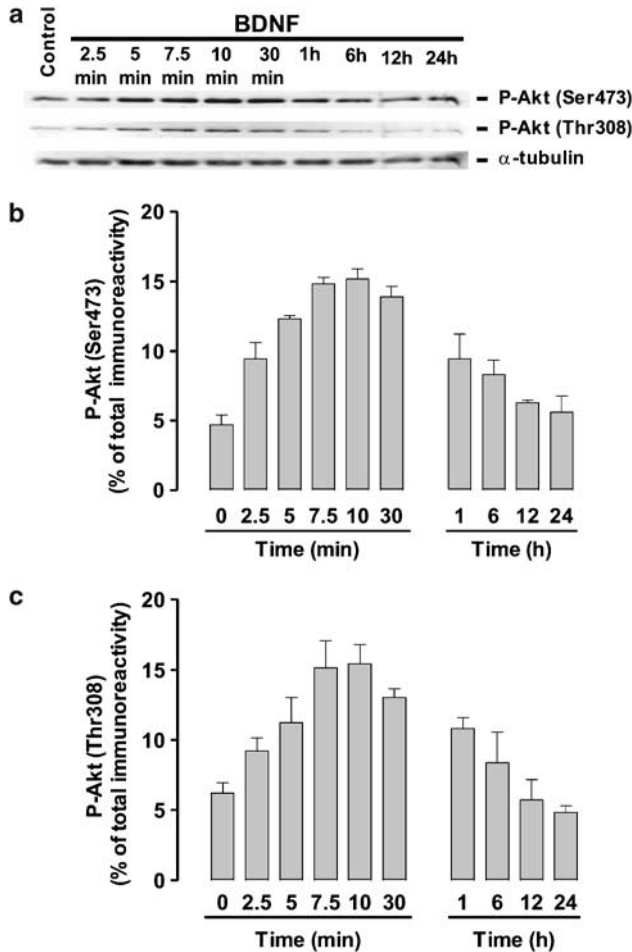 a
Control
BDNF
2.5 min 5 min 7.5 min 10 min 30 min 1h 6h 12h 24h
P-Akt (Ser473)
P-Akt (Thr308)
α-tubulin
b
P-Akt (Ser473)
(% of total immunoreactivity)
20
15
10
5
0
0 2.5 5 7.5 10 30 1 6 12 24
Time (min) Time (h)
c
P-Akt (Thr308)
(% of total immunoreactivity)
20
15
10
5
0
0 2.5 5 7.5 10 30 1 6 12 24
Time (min) Time (h)